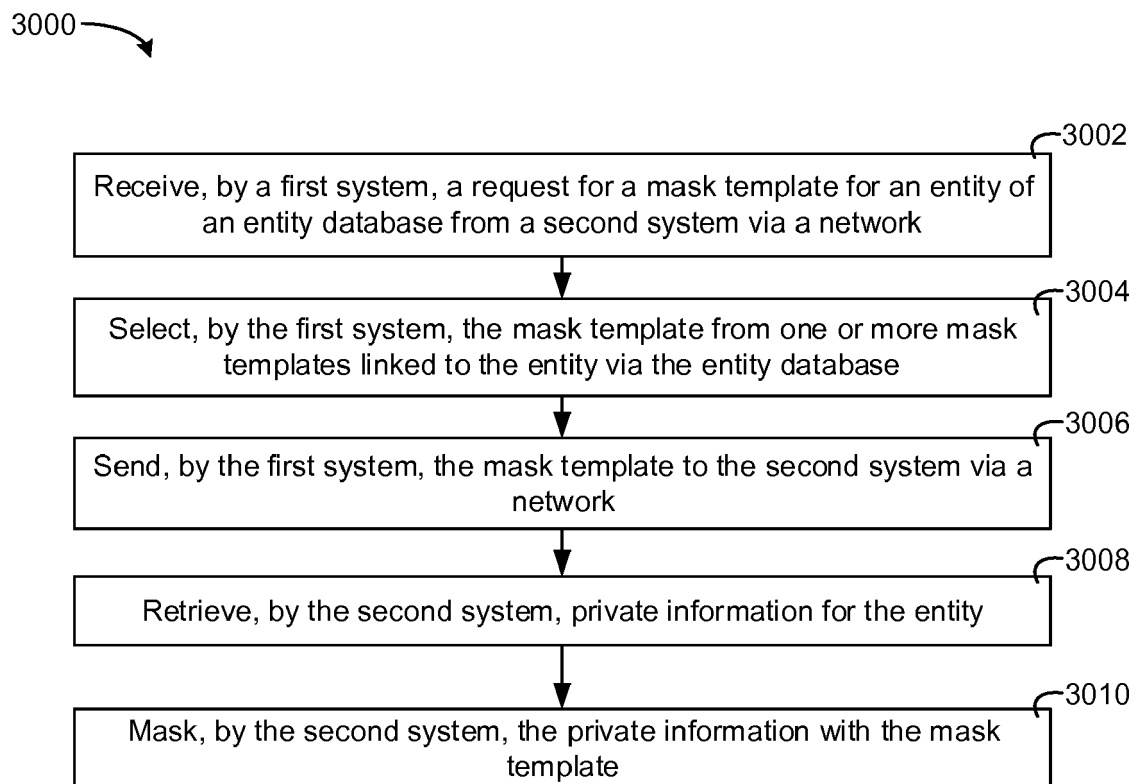 3000
3002
Receive, by a first system, a request for a mask template for an entity of
an entity database from a second system via a network
3004
Select, by the first system, the mask template from one or more mask
templates linked to the entity via the entity database
3006
Send, by the first system, the mask template to the second system via a
network
3008
Retrieve, by the second system, private information for the entity
3010
Mask, by the second system, the private information with the mask
template